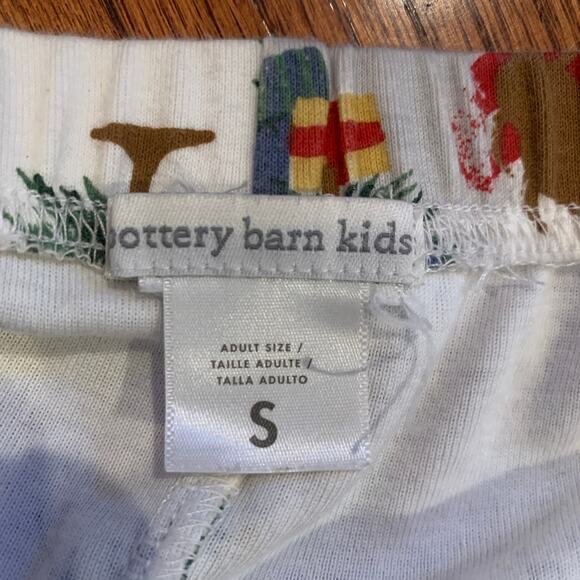 pottery barn kids
ADULT SIZE /
TAILLE ADULTE /
TALLA ADULTO
S